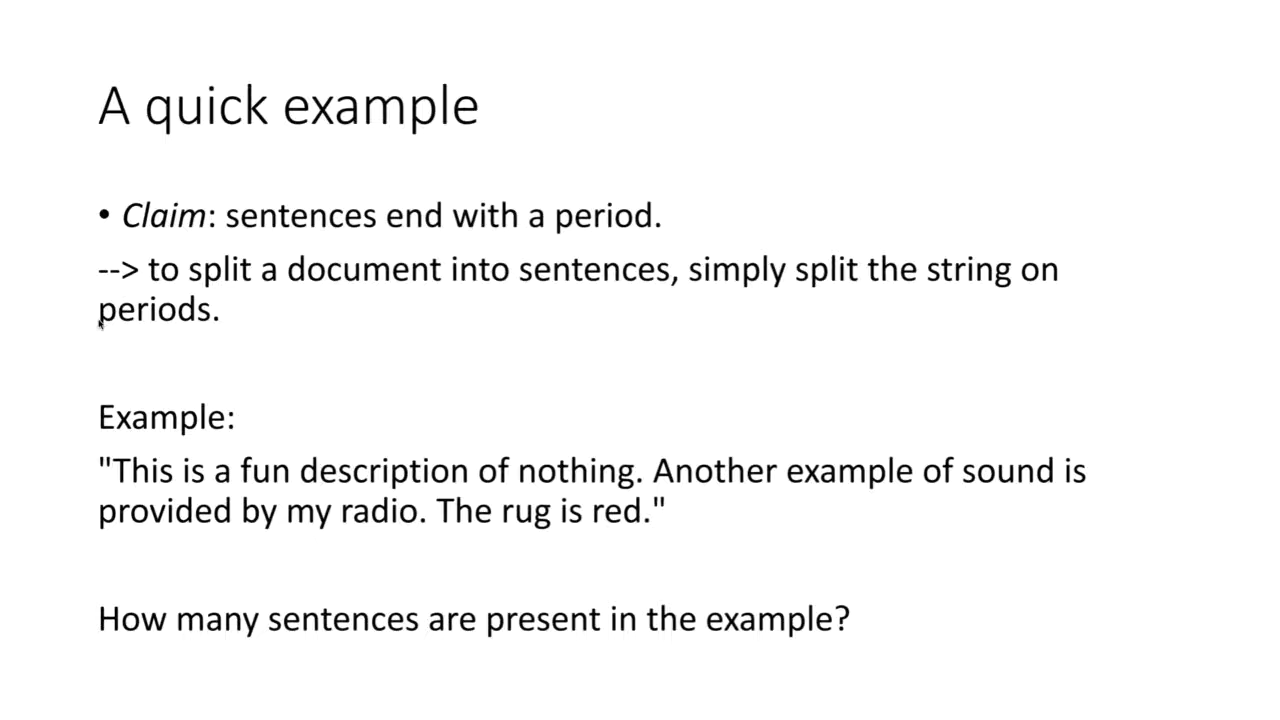 A quick example
• Claim: sentences end with a period.
--> to split a document into sentences, simply split the string on
periods.
Example:
"This is a fun description of nothing. Another example of sound is
provided by my radio. The rug is red."
How many sentences are present in the example?